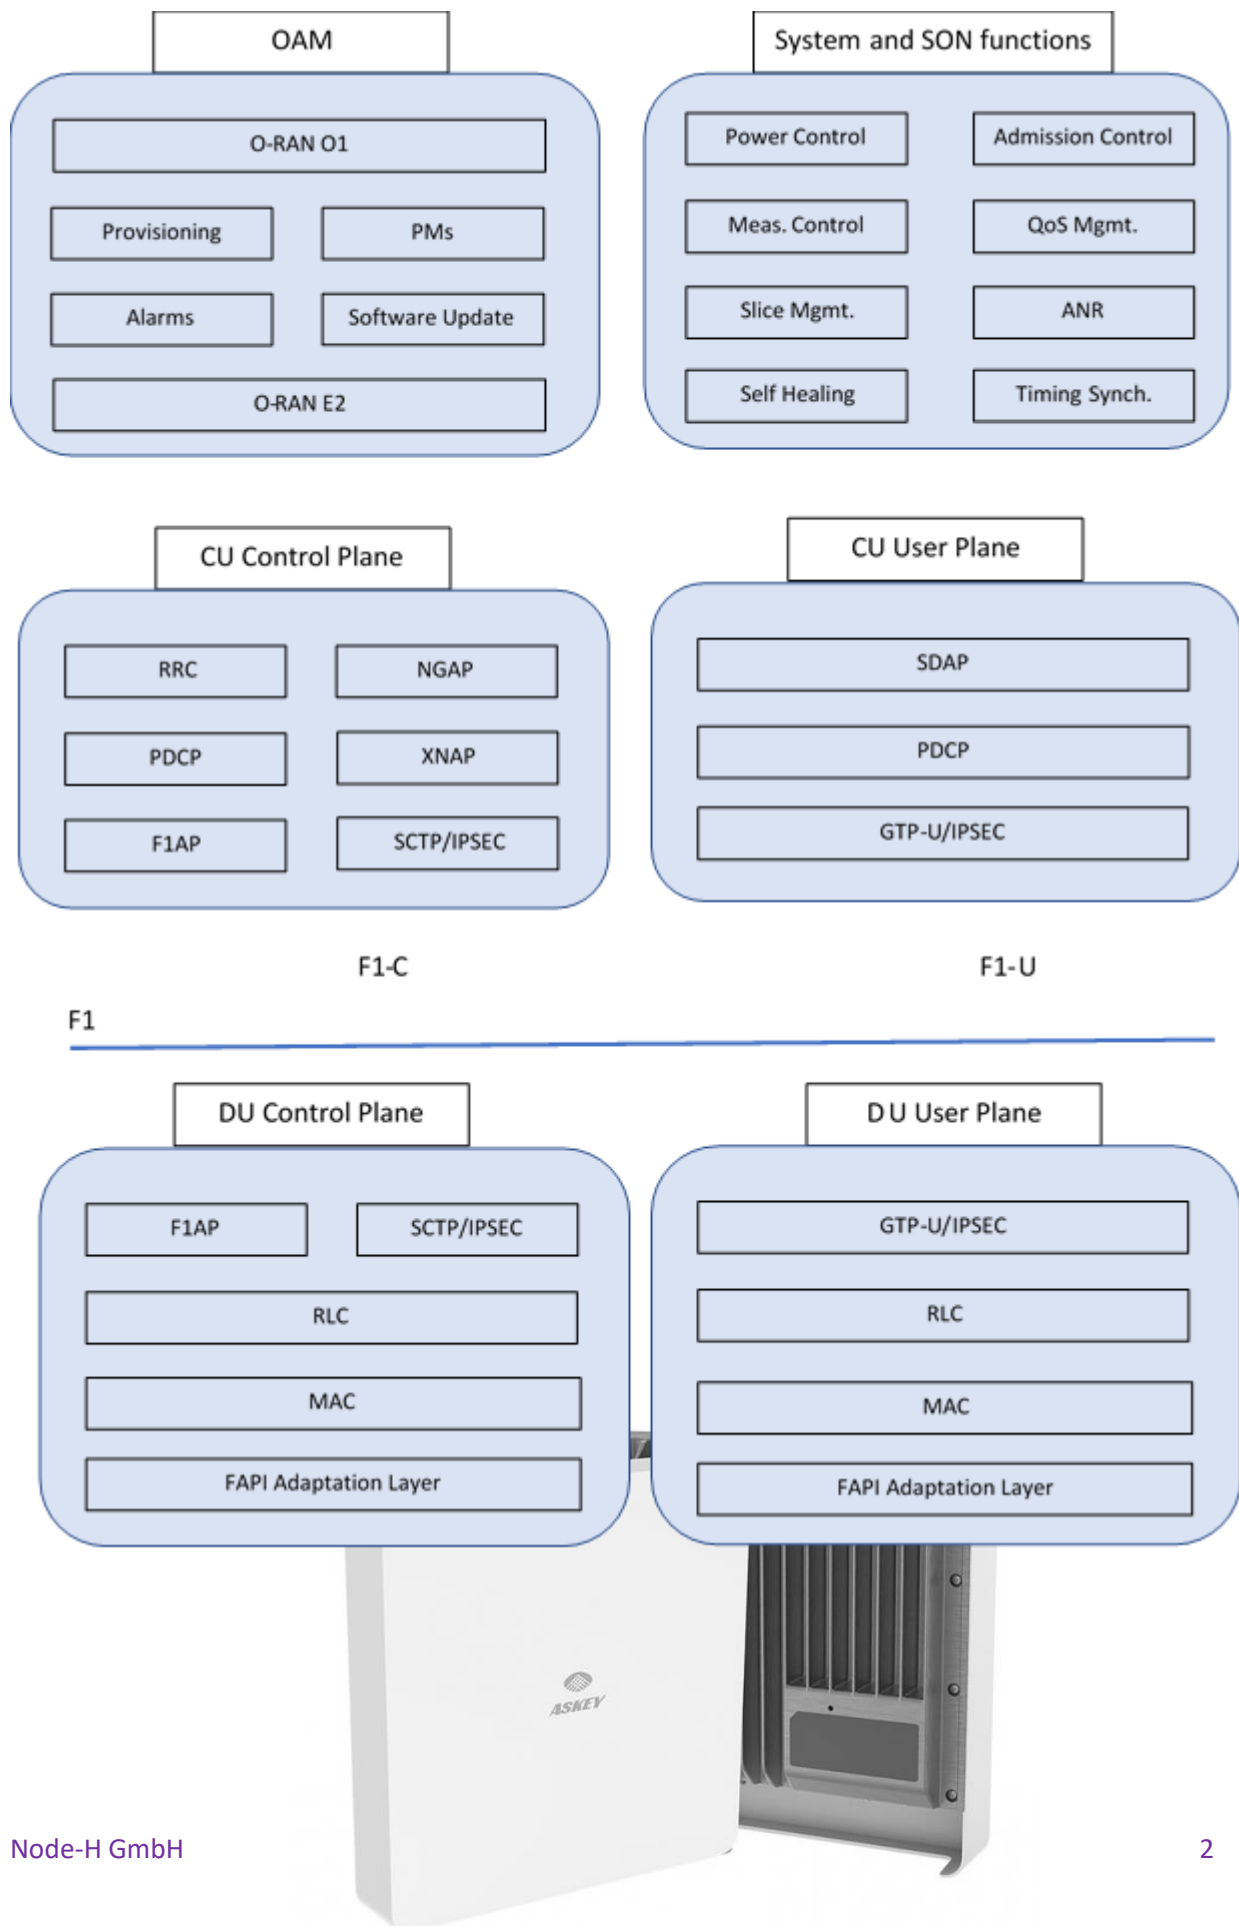 OAM
O-RAN O1
Provisioning
PMs
Alarms
Software Update
O-RAN E2
System and SON functions
Power Control
Admission Control
Meas. Control
QoS Mgmt.
Slice Mgmt.
ANR
Self Healing
Timing Synch.
CU Control Plane
RRC
NGAP
PDCP
XNAP
F1AP
SCTP/IPSEC
CU User Plane
SDAP
PDCP
GTP-U/IPSEC
F1-C
F1-U
F1
DU Control Plane
F1AP
SCTP/IPSEC
RLC
MAC
FAPI Adaptation Layer
DU User Plane
GTP-U/IPSEC
RLC
MAC
FAPI Adaptation Layer
ASKEY
Node-H GmbH
2